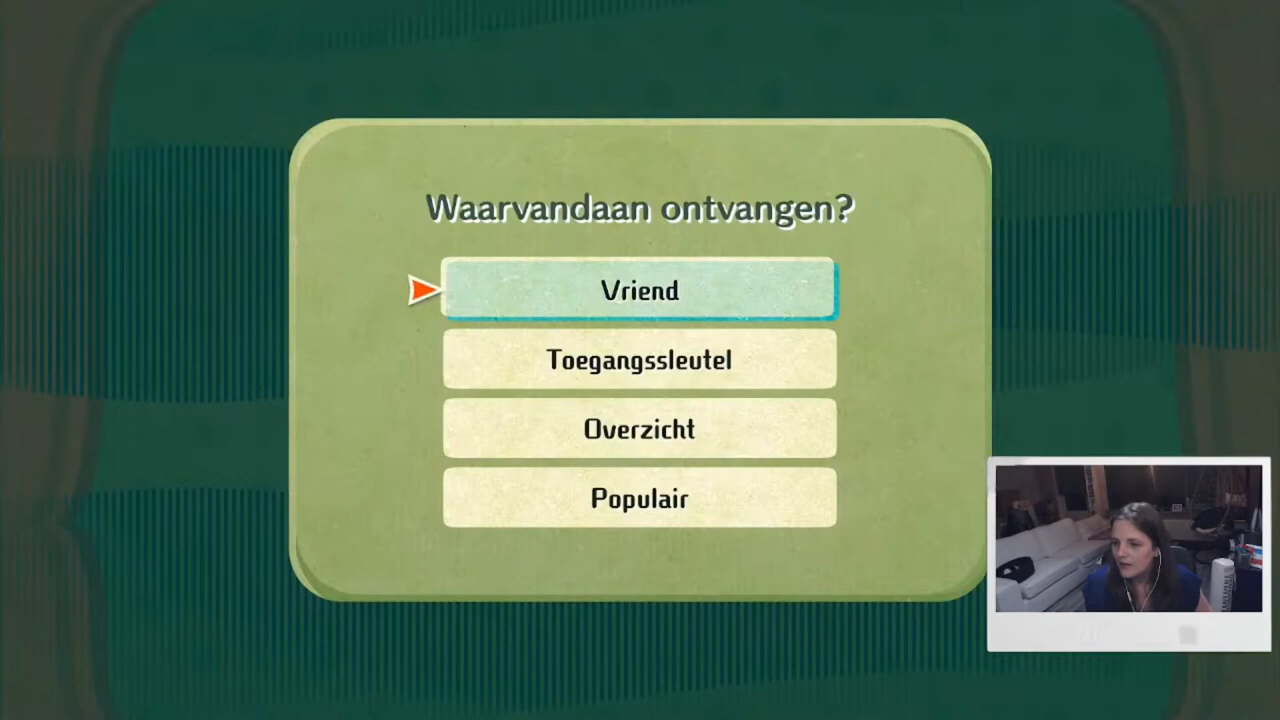 Waarvandaan ontvangen?
Vriend
Toegangssleutel
Overzicht
Populair